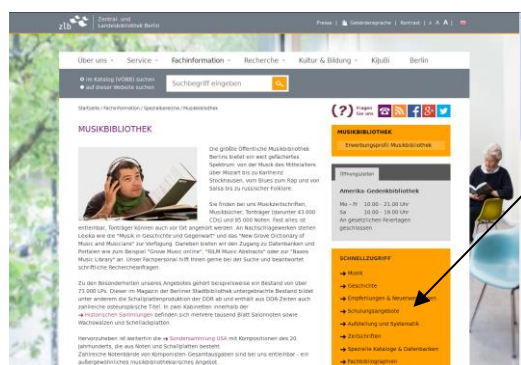 zlb
Zentral- und
Landesbibliothek Berlin
Presse | Gebärdensprache | Kontrast | A A A |
Über uns Service Fachinformation Recherche Kultur & Bildung KiJuBi Berlin
im Katalog (VÖBB) suchen
auf dieser Website suchen
Suchbegriff eingeben
Startseite / Fachinformation / Spezialbereiche / Musikbibliothek
(?) Fragen Sie uns
MUSIKBIBLIOTHEK
Die größte Öffentliche Musikbibliothek
Berlins bietet ein weit gefächertes
Spektrum: von der Musik des Mittelalters
über Mozart bis zu Karlheinz
Stockhausen, vom Blues zum Rap und von
Salsa bis zu russischer Folklore.
Sie finden bei uns Musikzeitschriften,
Musikbücher, Tonträger (darunter 63 000
CDs) und 95 000 Noten. Fast alles ist
entleihbar, Tonträger können auch vor Ort angehört werden. An Nachschlagewerken stehen
Lexika wie die "Musik in Geschichte und Gegenwart" und das "New Grove Dictionary of
Music and Musicians" zur Verfügung. Daneben bieten wir den Zugang zu Datenbanken und
Portalen wie zum Beispiel "Grove Music online", "RILM Music Abstracts" oder zur "Naxos
Music Library" an. Unser Fachpersonal hilft Ihnen gerne bei der Suche und beantwortet
schriftliche Rechercheanfragen.
Zu den Besonderheiten unseres Angebotes gehört beispielsweise ein Bestand von über
73 000 LPs. Dieser im Magazin der Berliner Stadtbibliothek untergebrachte Bestand bildet
unter anderem die Schallplattenproduktion der DDR ab und enthält aus DDR-Zeiten auch
zahlreiche osteuropäische Titel. In zwei Kabinetten innerhalb der
➔ Historischen Sammlungen befinden sich mehrere tausend Blatt Salonnoten sowie
Wachswalzen und Schellackplatten.
Hervorzuheben ist weiterhin die ➔ Sondersammlung USA mit Kompositionen des 20.
Jahrhunderts, die aus Noten und Schallplatten besteht.
Zahlreiche Notenbände von Komponisten-Gesamtausgaben sind bei uns entleihbar - ein
außergewöhnliches musikbibliothekarisches Angebot.
MUSIKBIBLIOTHEK
Erwerbungsprofil Musikbibliothek
Öffnungszeiten
Amerika- Gedenkbibliothek
Mo - Fr 10.00 - 21.00 Uhr
Sa 10.00 - 19.00 Uhr
An gesetzlichen Feiertagen
geschlossen
SCHNELLZUGRIFF
➔ Musik
➔ Geschichte
➔ Empfehlungen & Neuerwerbungen
➔ Schulungsangebote
➔ Aufstellung und Systematik
➔ Zeitschriften
➔ Spezielle Kataloge & Datenbanken
➔ Fachbibliographien